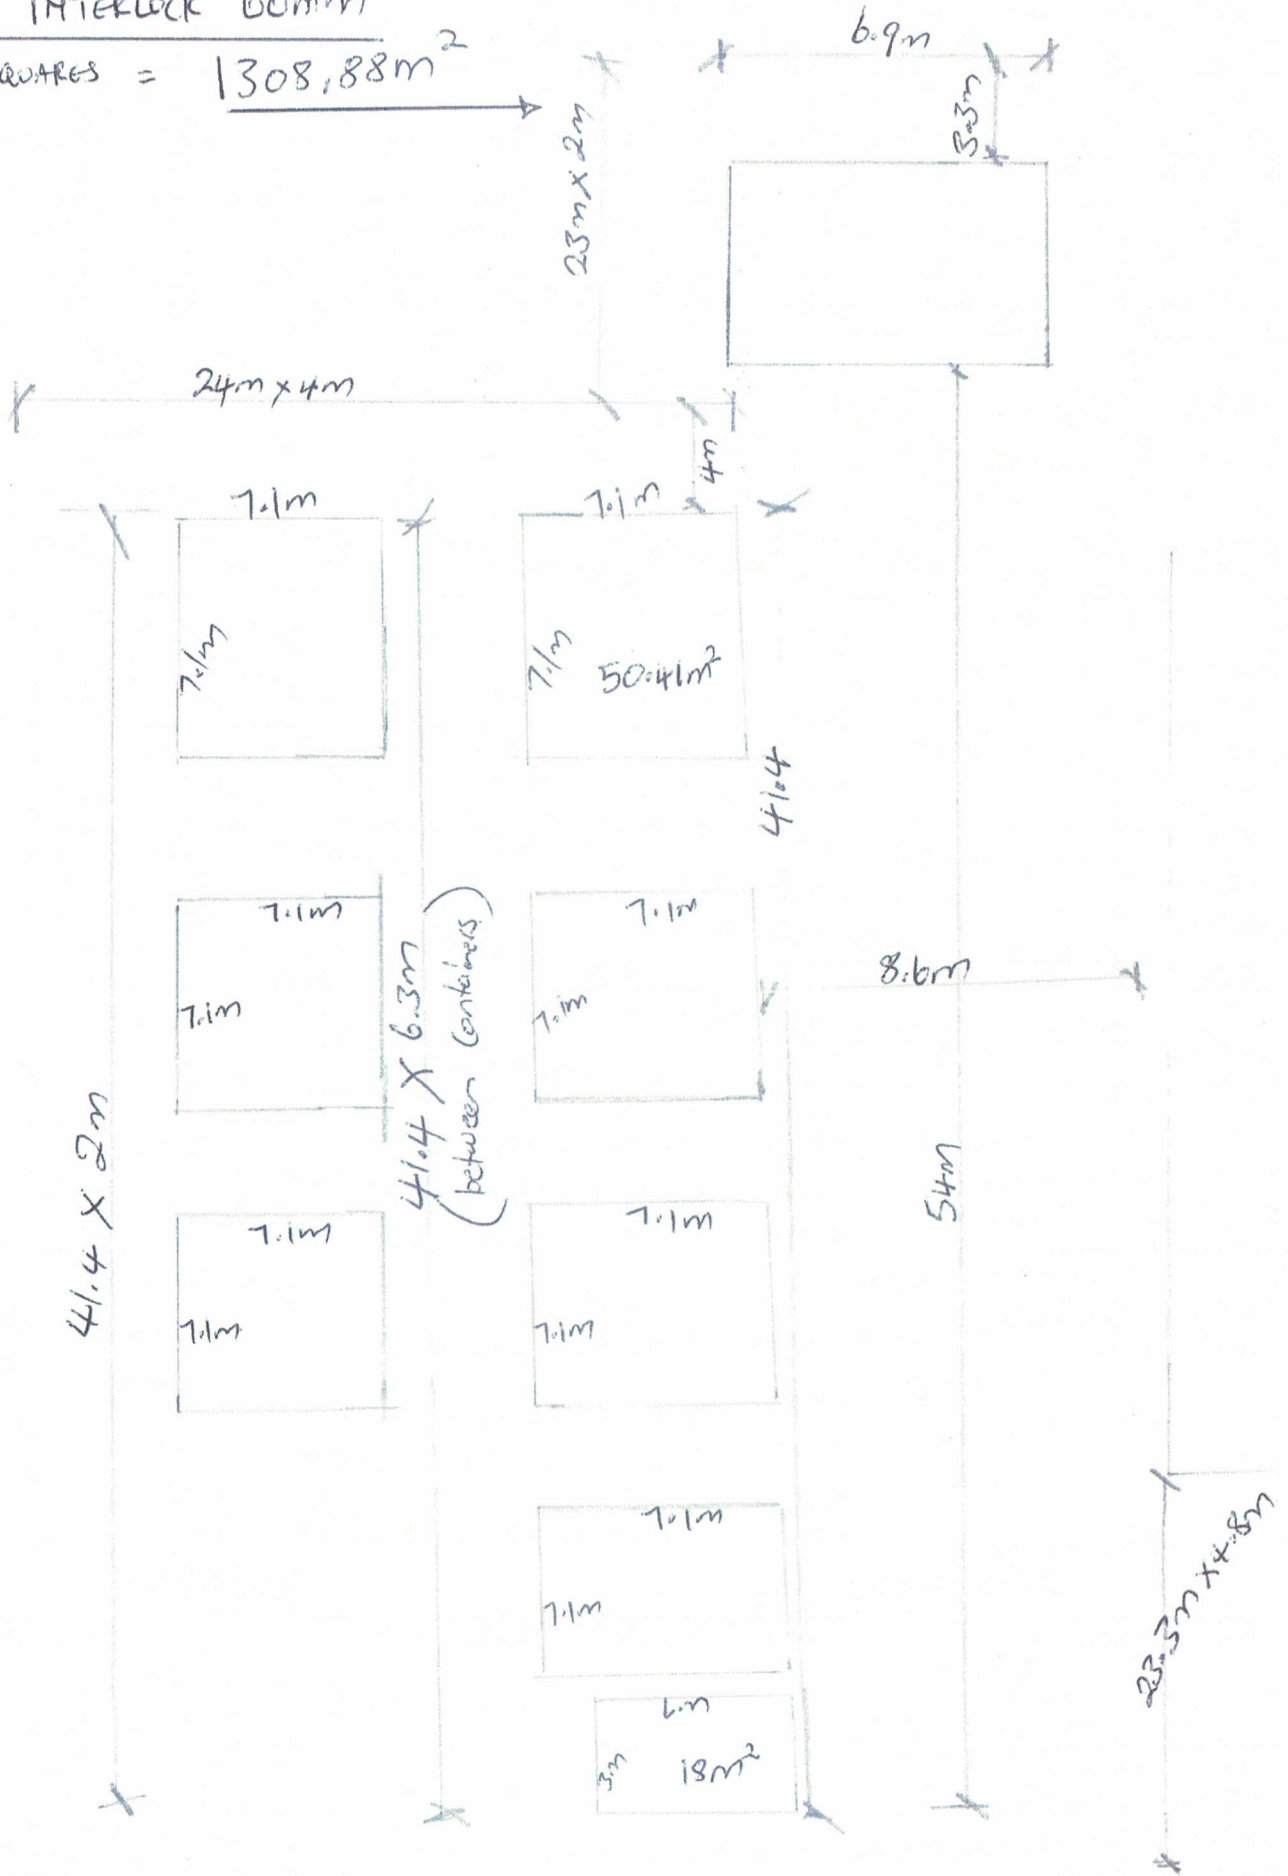 INTERLOCK 80mm
SQUARES = 1308,88m²
6.9m
3.3m
23m x 2m
24m x 4m
4m
7.1m
7.1m
7.1m
7.1m
50.41m²
41.4
7.1m
7.1m
7.1m
7.1m
8.6m
41.4 X 6.3m
(between containers)
41.4 X 2m
54m
7.1m
7.1m
7.1m
7.1m
7.1m
7.1m
23.3m x 4.8m
6m
3m
18m²